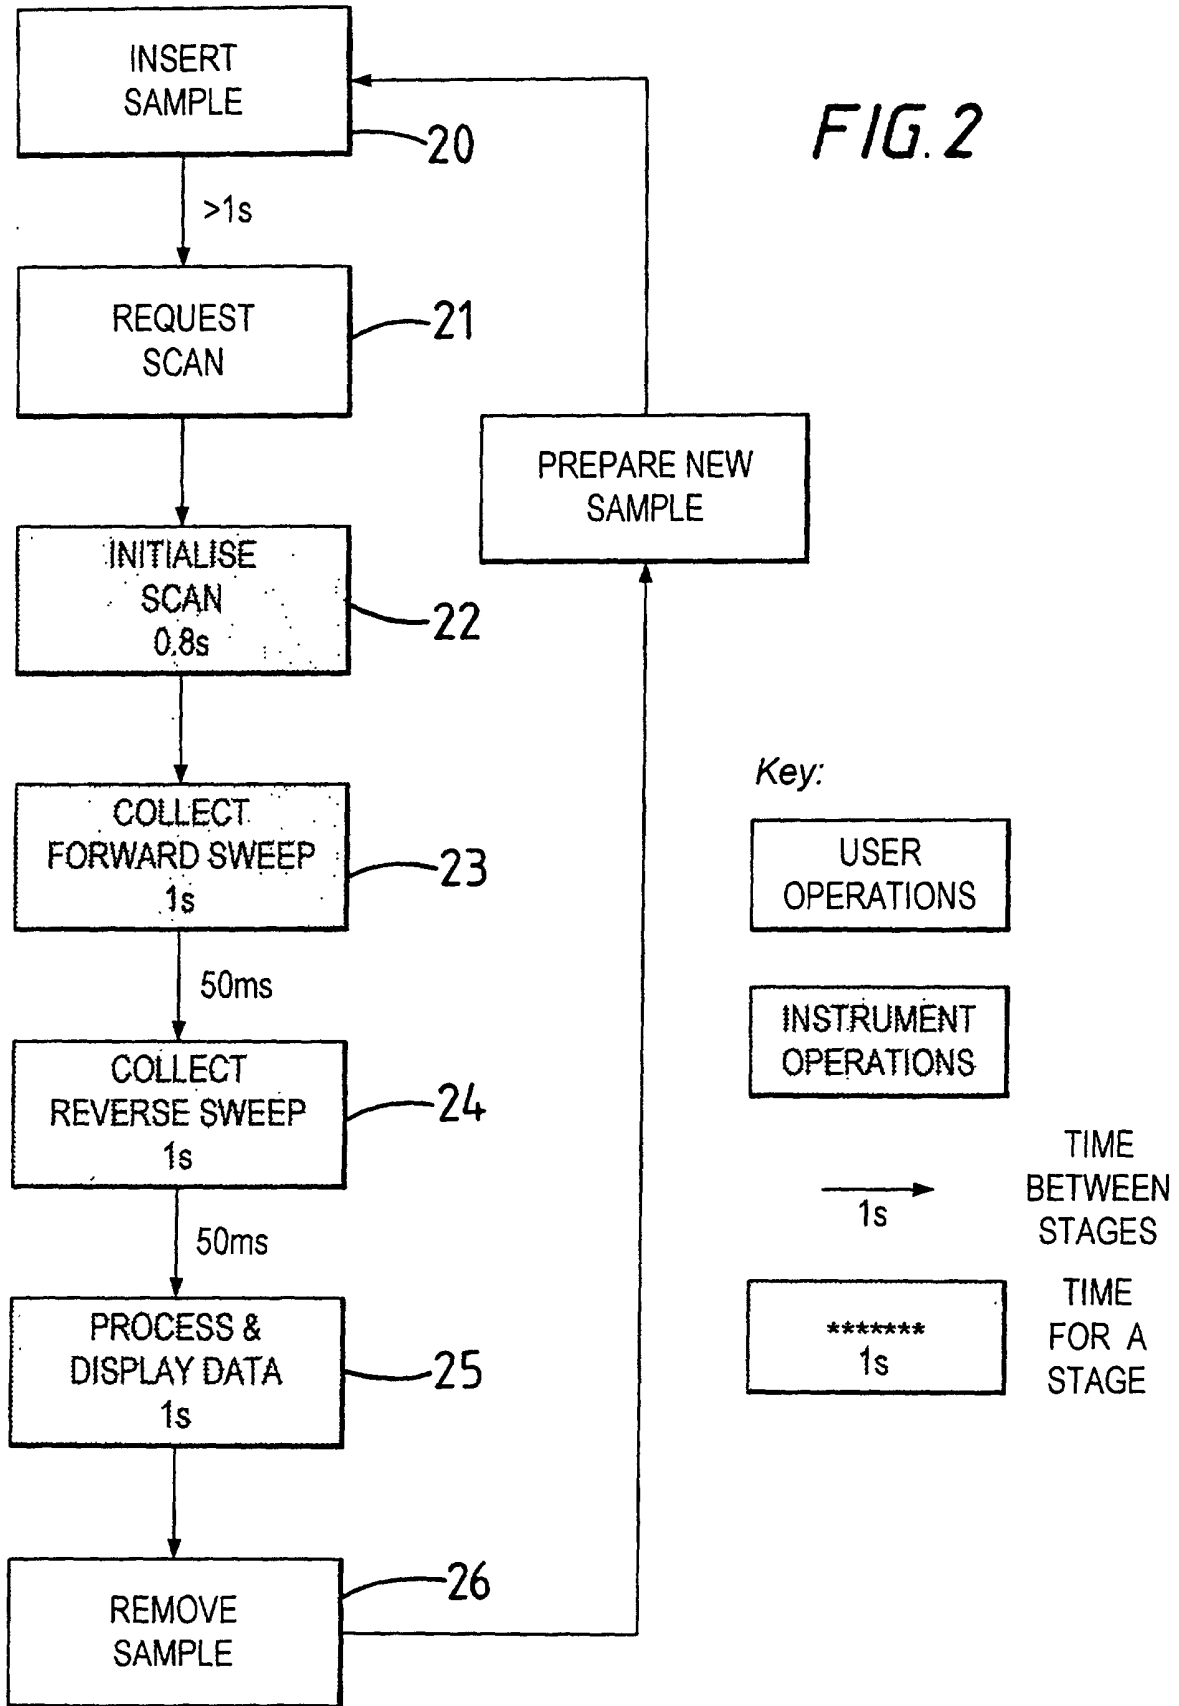 FIG. 2
INSERT
SAMPLE
20
>1s
REQUEST
SCAN
21
INITIALISE
SCAN
0.8s
22
COLLECT
FORWARD SWEEP
1s
23
50ms
COLLECT
REVERSE SWEEP
1s
24
50ms
PROCESS &
DISPLAY DATA
1s
25
REMOVE
SAMPLE
26
PREPARE NEW
SAMPLE
Key:
USER
OPERATIONS
INSTRUMENT
OPERATIONS
1s
TIME
BETWEEN
STAGES
*******
1s
TIME
FOR A
STAGE